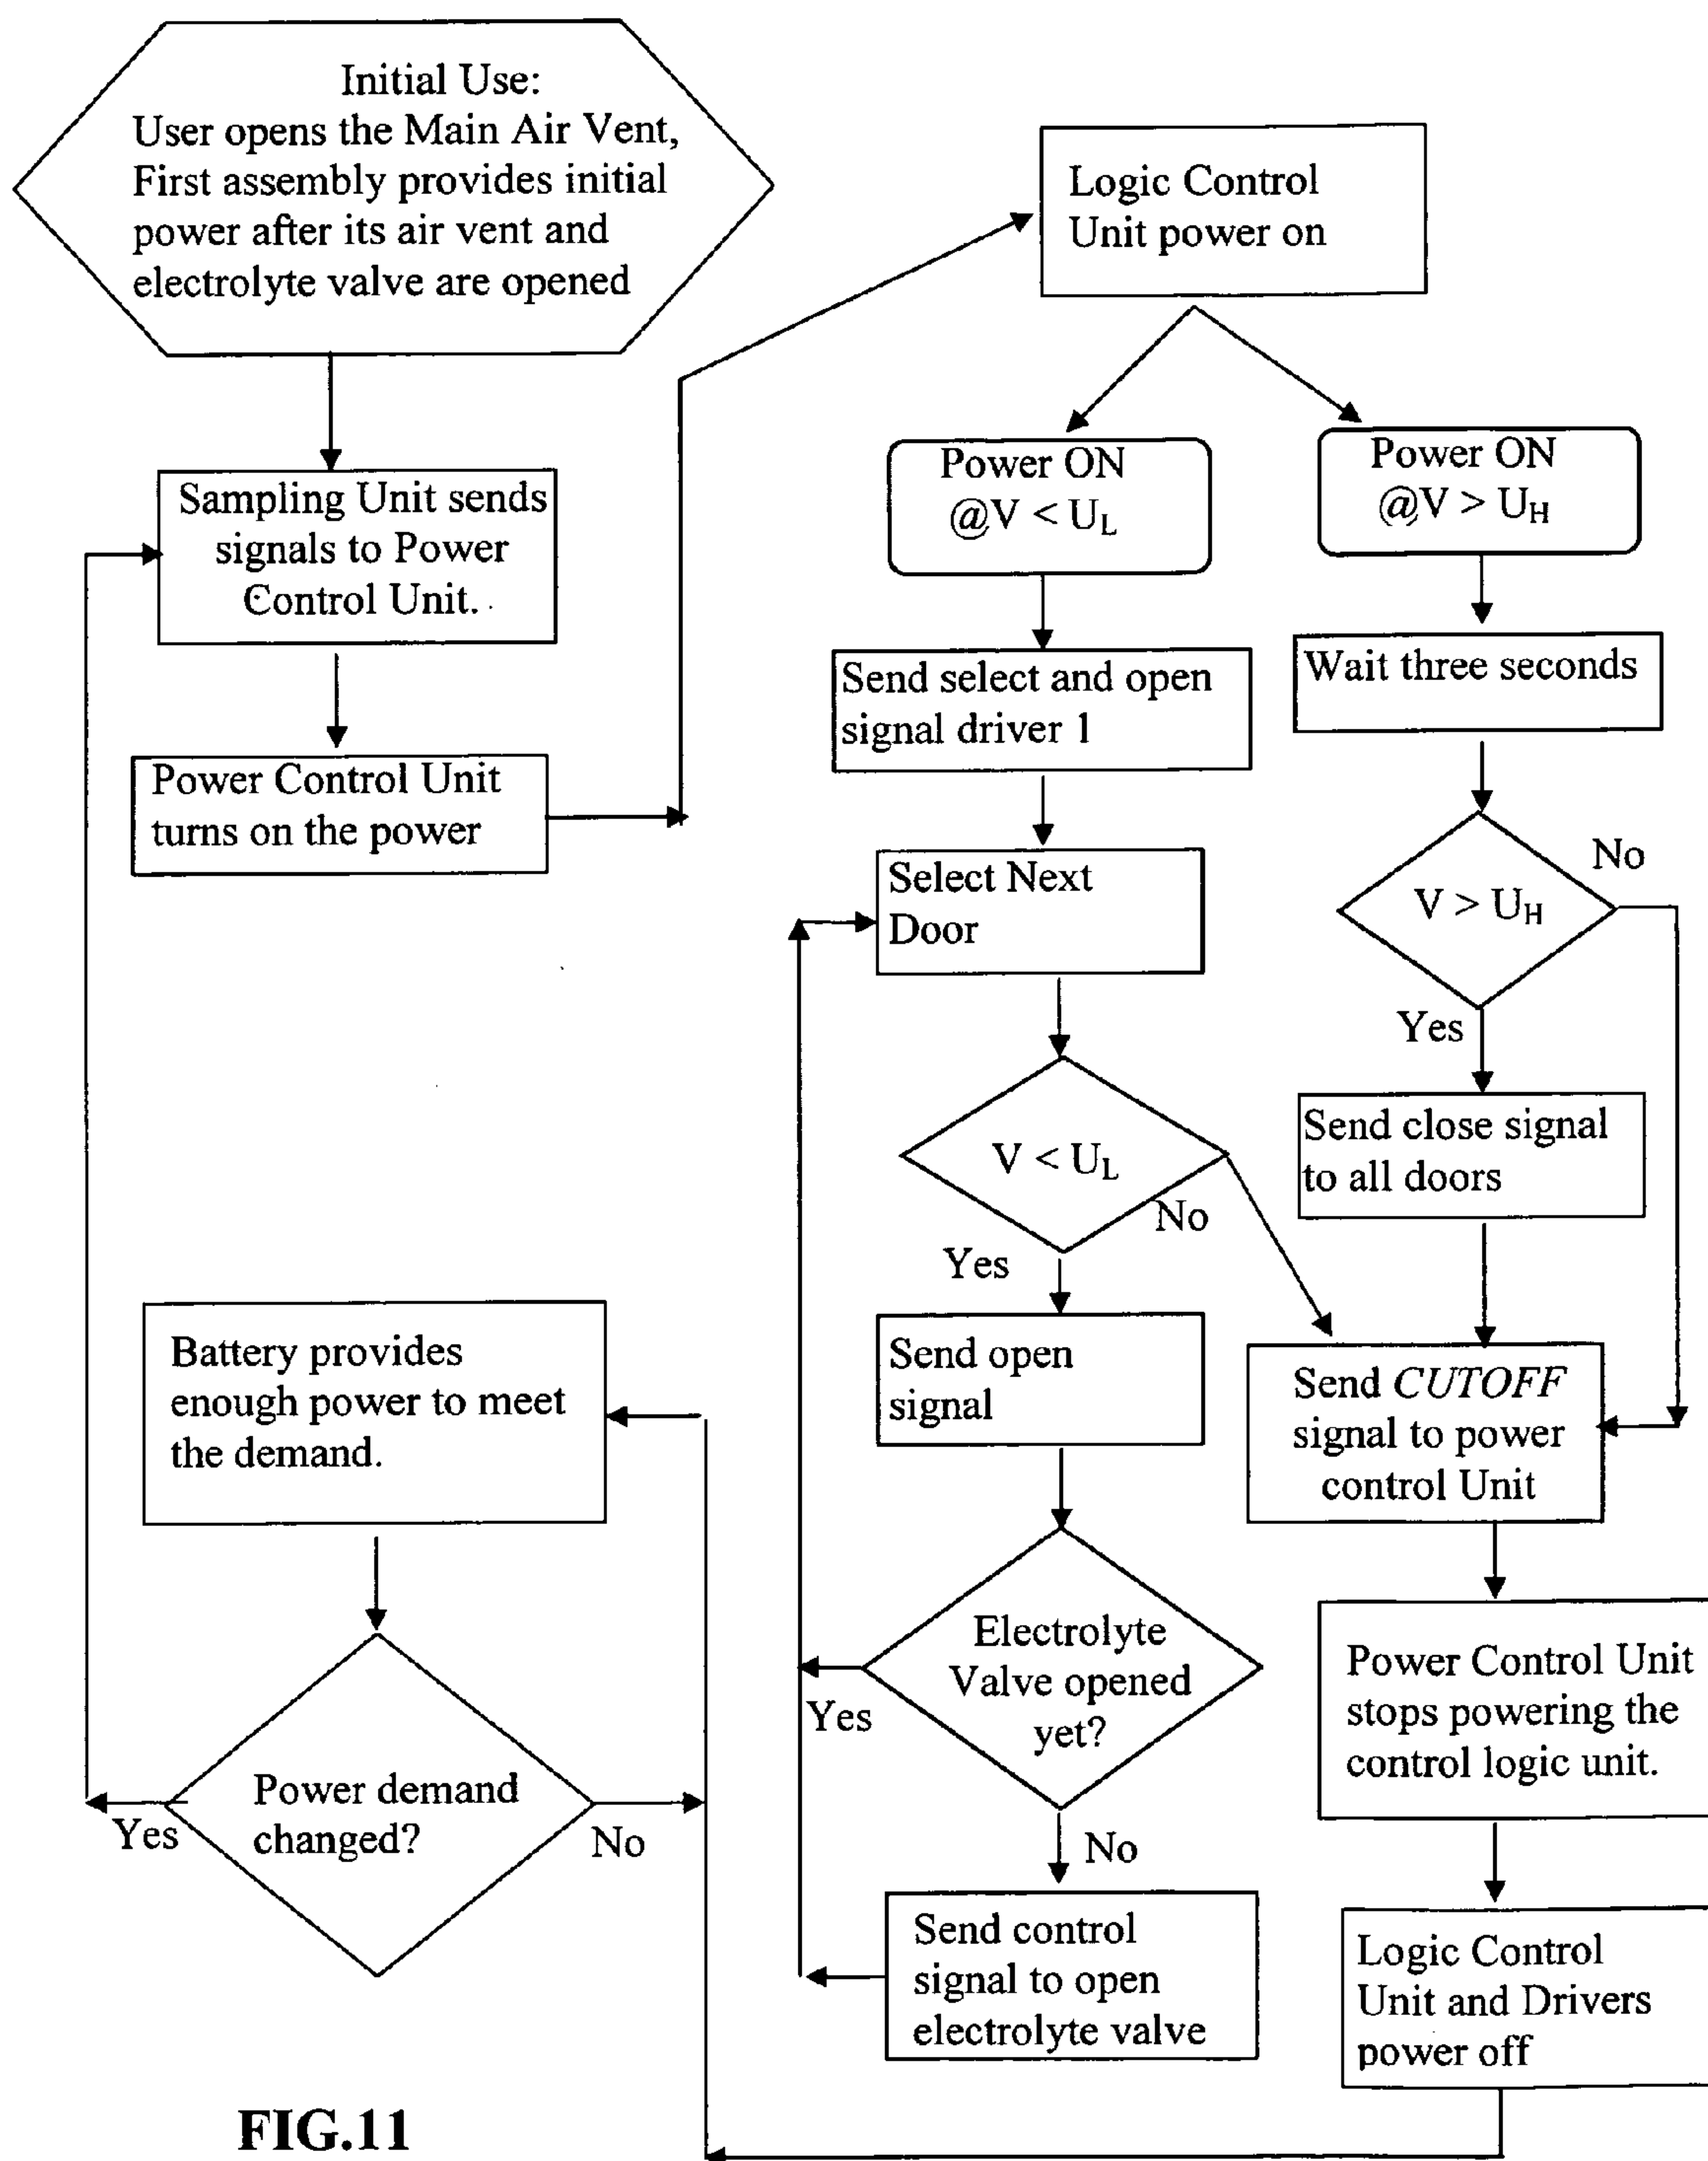 Initial Use:
User opens the Main Air Vent,
First assembly provides initial
power after its air vent and
electrolyte valve are opened
Sampling Unit sends
signals to Power
Control Unit.
Power Control Unit
turns on the power
Logic Control
Unit power on
Power ON
@V < UL
Send select and open
signal driver 1
Select Next
Door
V < UL
No
Yes
Send open
signal
Electrolyte
Valve opened
yet?
Yes
No
Send control
signal to open
electrolyte valve
Power ON
@V > UH
Wait three seconds
V > UH
No
Yes
Send close signal
to all doors
Send CUTOFF
signal to power
control Unit
Power Control Unit
stops powering the
control logic unit.
Logic Control
Unit and Drivers
power off
Battery provides
enough power to meet
the demand.
Power demand
changed?
Yes
No
FIG.11